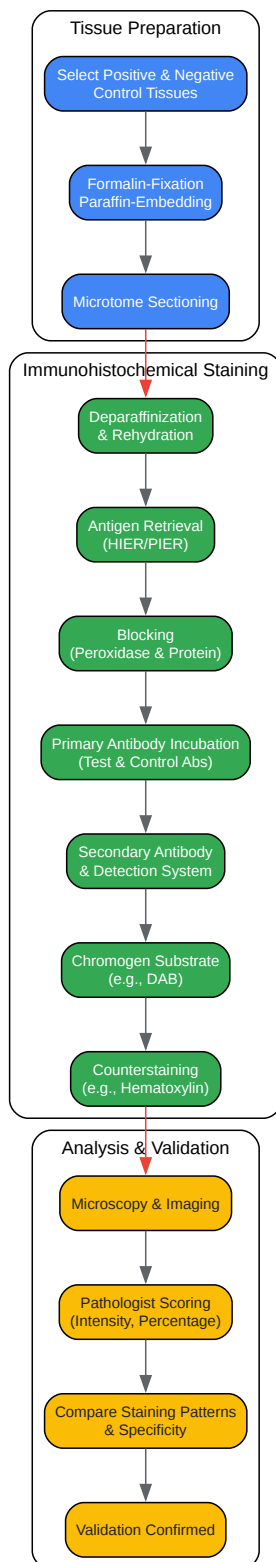 Tissue Preparation
Select Positive & Negative
Control Tissues
Formalin-Fixation
Paraffin-Embedding
Microtome Sectioning
Immunohistochemical Staining
Deparaffinization
& Rehydration
Antigen Retrieval
(HIER/PIER)
Blocking
(Peroxidase & Protein)
Primary Antibody Incubation
(Test & Control Abs)
Secondary Antibody
& Detection System
Chromogen Substrate
(e.g., DAB)
Counterstaining
(e.g., Hematoxylin)
Analysis & Validation
Microscopy & Imaging
Pathologist Scoring
(Intensity, Percentage)
Compare Staining Patterns
& Specificity
Validation Confirmed